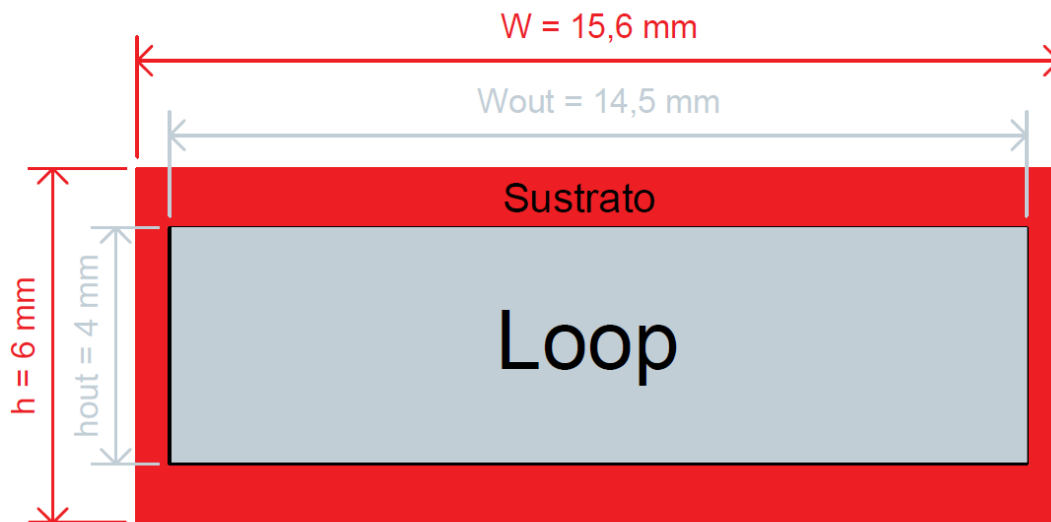 W = 15,6 mm
Wout = 14,5 mm
Sustrato
h = 6 mm
hout = 4 mm
Loop